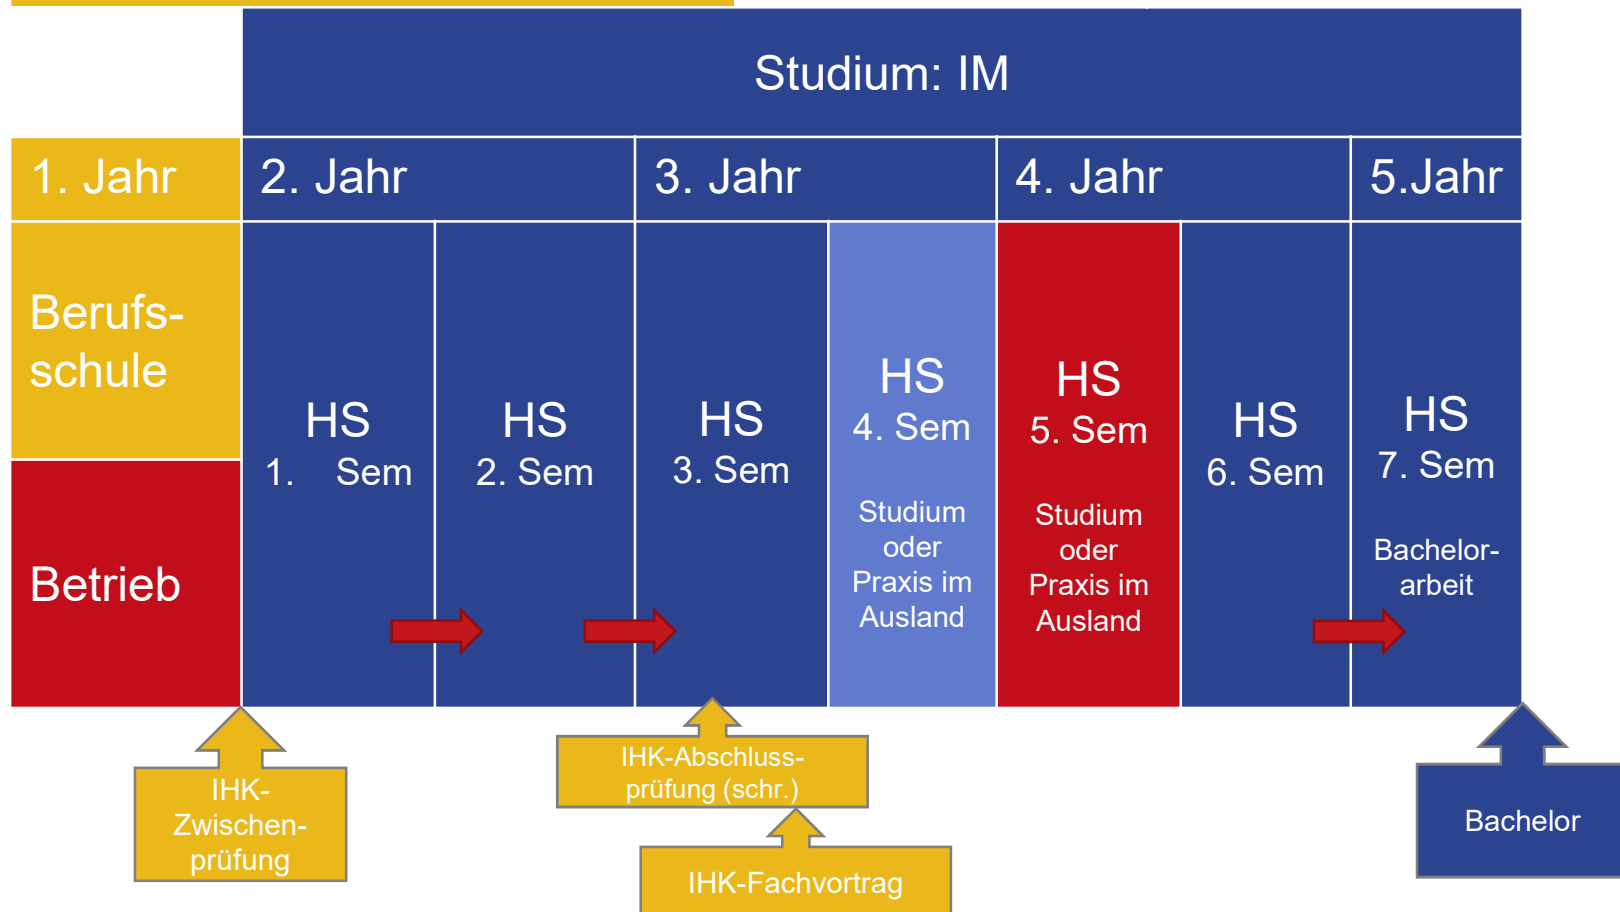 Studium: IM
1. Jahr
2. Jahr
3. Jahr
4. Jahr
5.Jahr
Berufs-
schule
Betrieb
HS
1. Sem
HS
2. Sem
HS
3. Sem
HS
4. Sem
Studium
oder
Praxis im
Ausland
HS
5. Sem
Studium
oder
Praxis im
Ausland
HS
6. Sem
HS
7. Sem
Bachelor-
arbeit
IHK-
Zwischen-
prüfung
IHK-Abschluss-
prüfung (schr.)
IHK-Fachvortrag
Bachelor